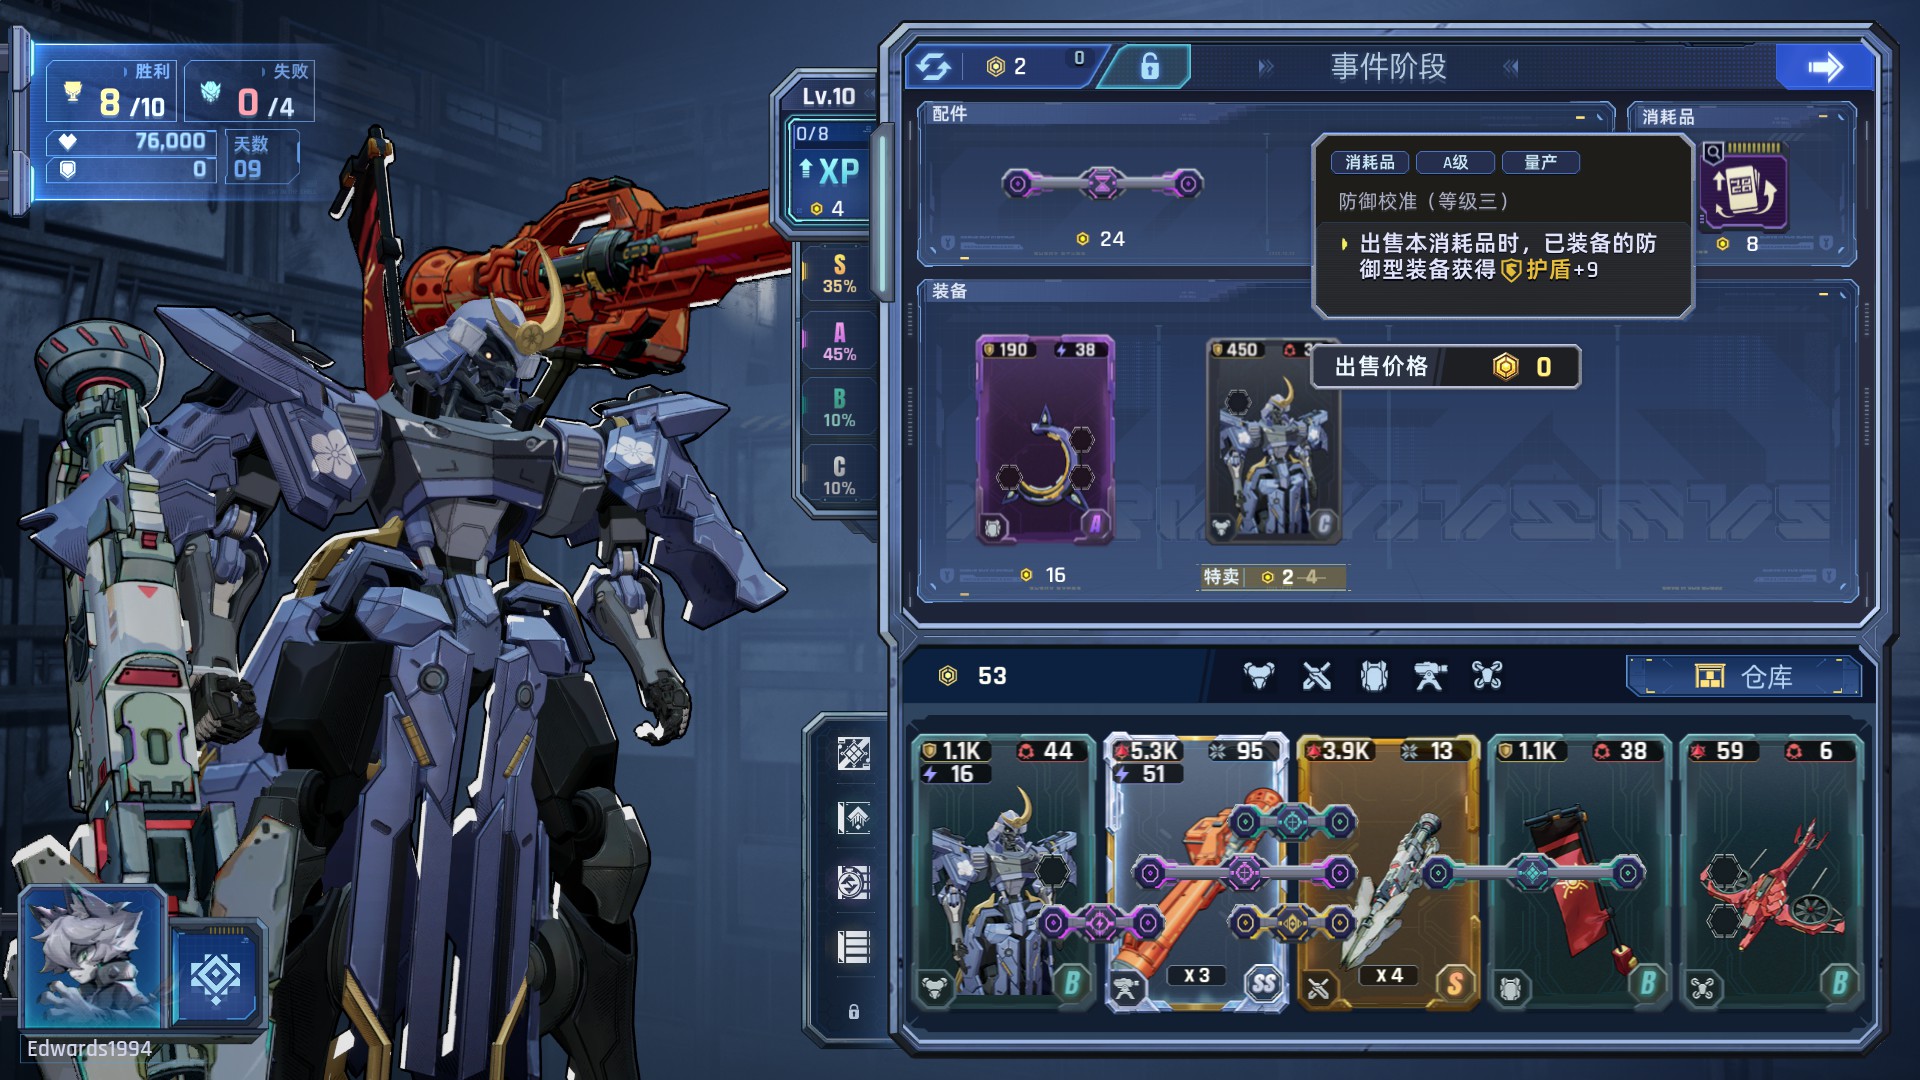 胜利
8/10
失败
0/4
76,000
0
天数
09
Lv.10
0/8
XP
4
S
35%
A
45%
B
10%
C
10%
2
0
事件阶段
配件
24
消耗品
8
消耗品
A级
量产
防御校准（等级三）
出售本消耗品时，已装备的防
御型装备获得护盾+9
出售价格
0
装备
190
38
A
16
450
C
特卖
2 4
53
仓库
1.1K
44
16
B
5.3K
95
51
x3
SS
3.9K
13
x4
S
1.1K
38
B
59
6
B
Edwards1994